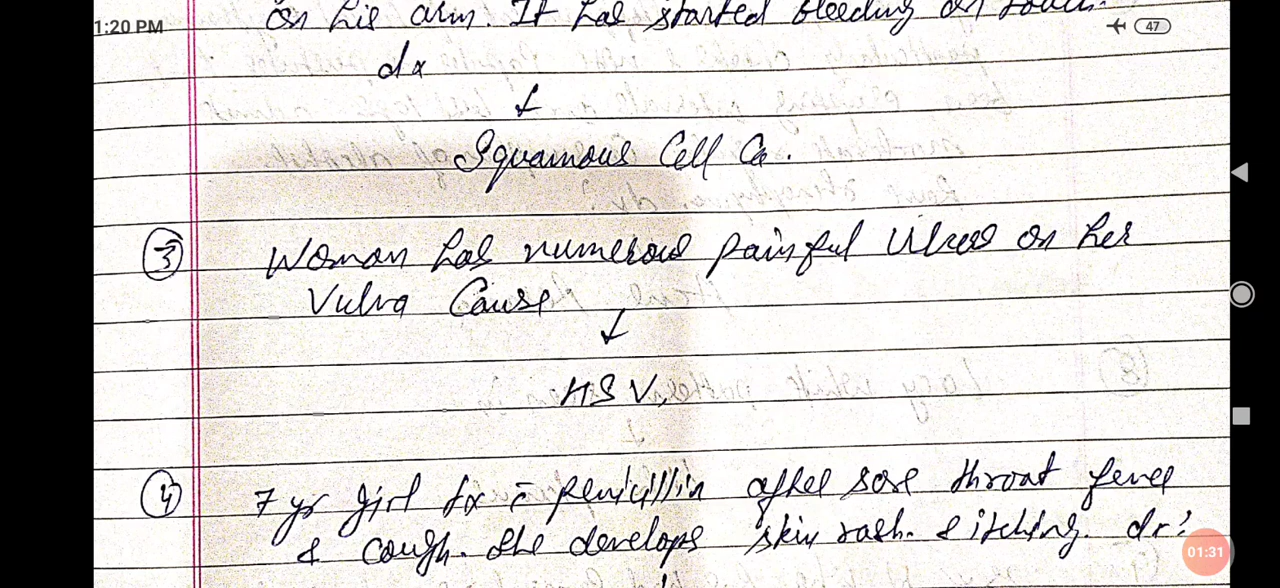 1:20 PM
47
on his arm. It has started bleeding on touch.
dx
↓
Squamous Cell Ca.
③ Woman has numerous painful Ulcers on her
Vulva Cause
↓
HSV.
④ 7 yr girl tx c̄ penicillin after sore throat fever
& cough. She develops skin rash. & itching. dx?
01:31